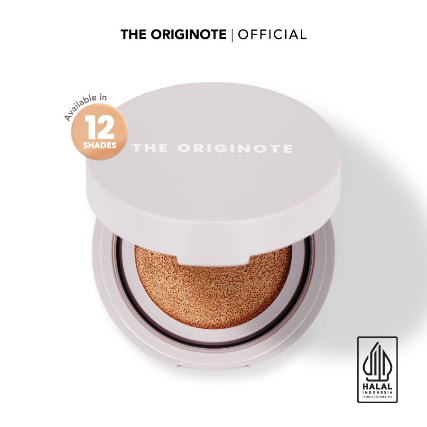 THE ORIGINOTE | OFFICIAL
Available in
12
SHADES
THE ORIGINOTE
HALAL
INDONESIA